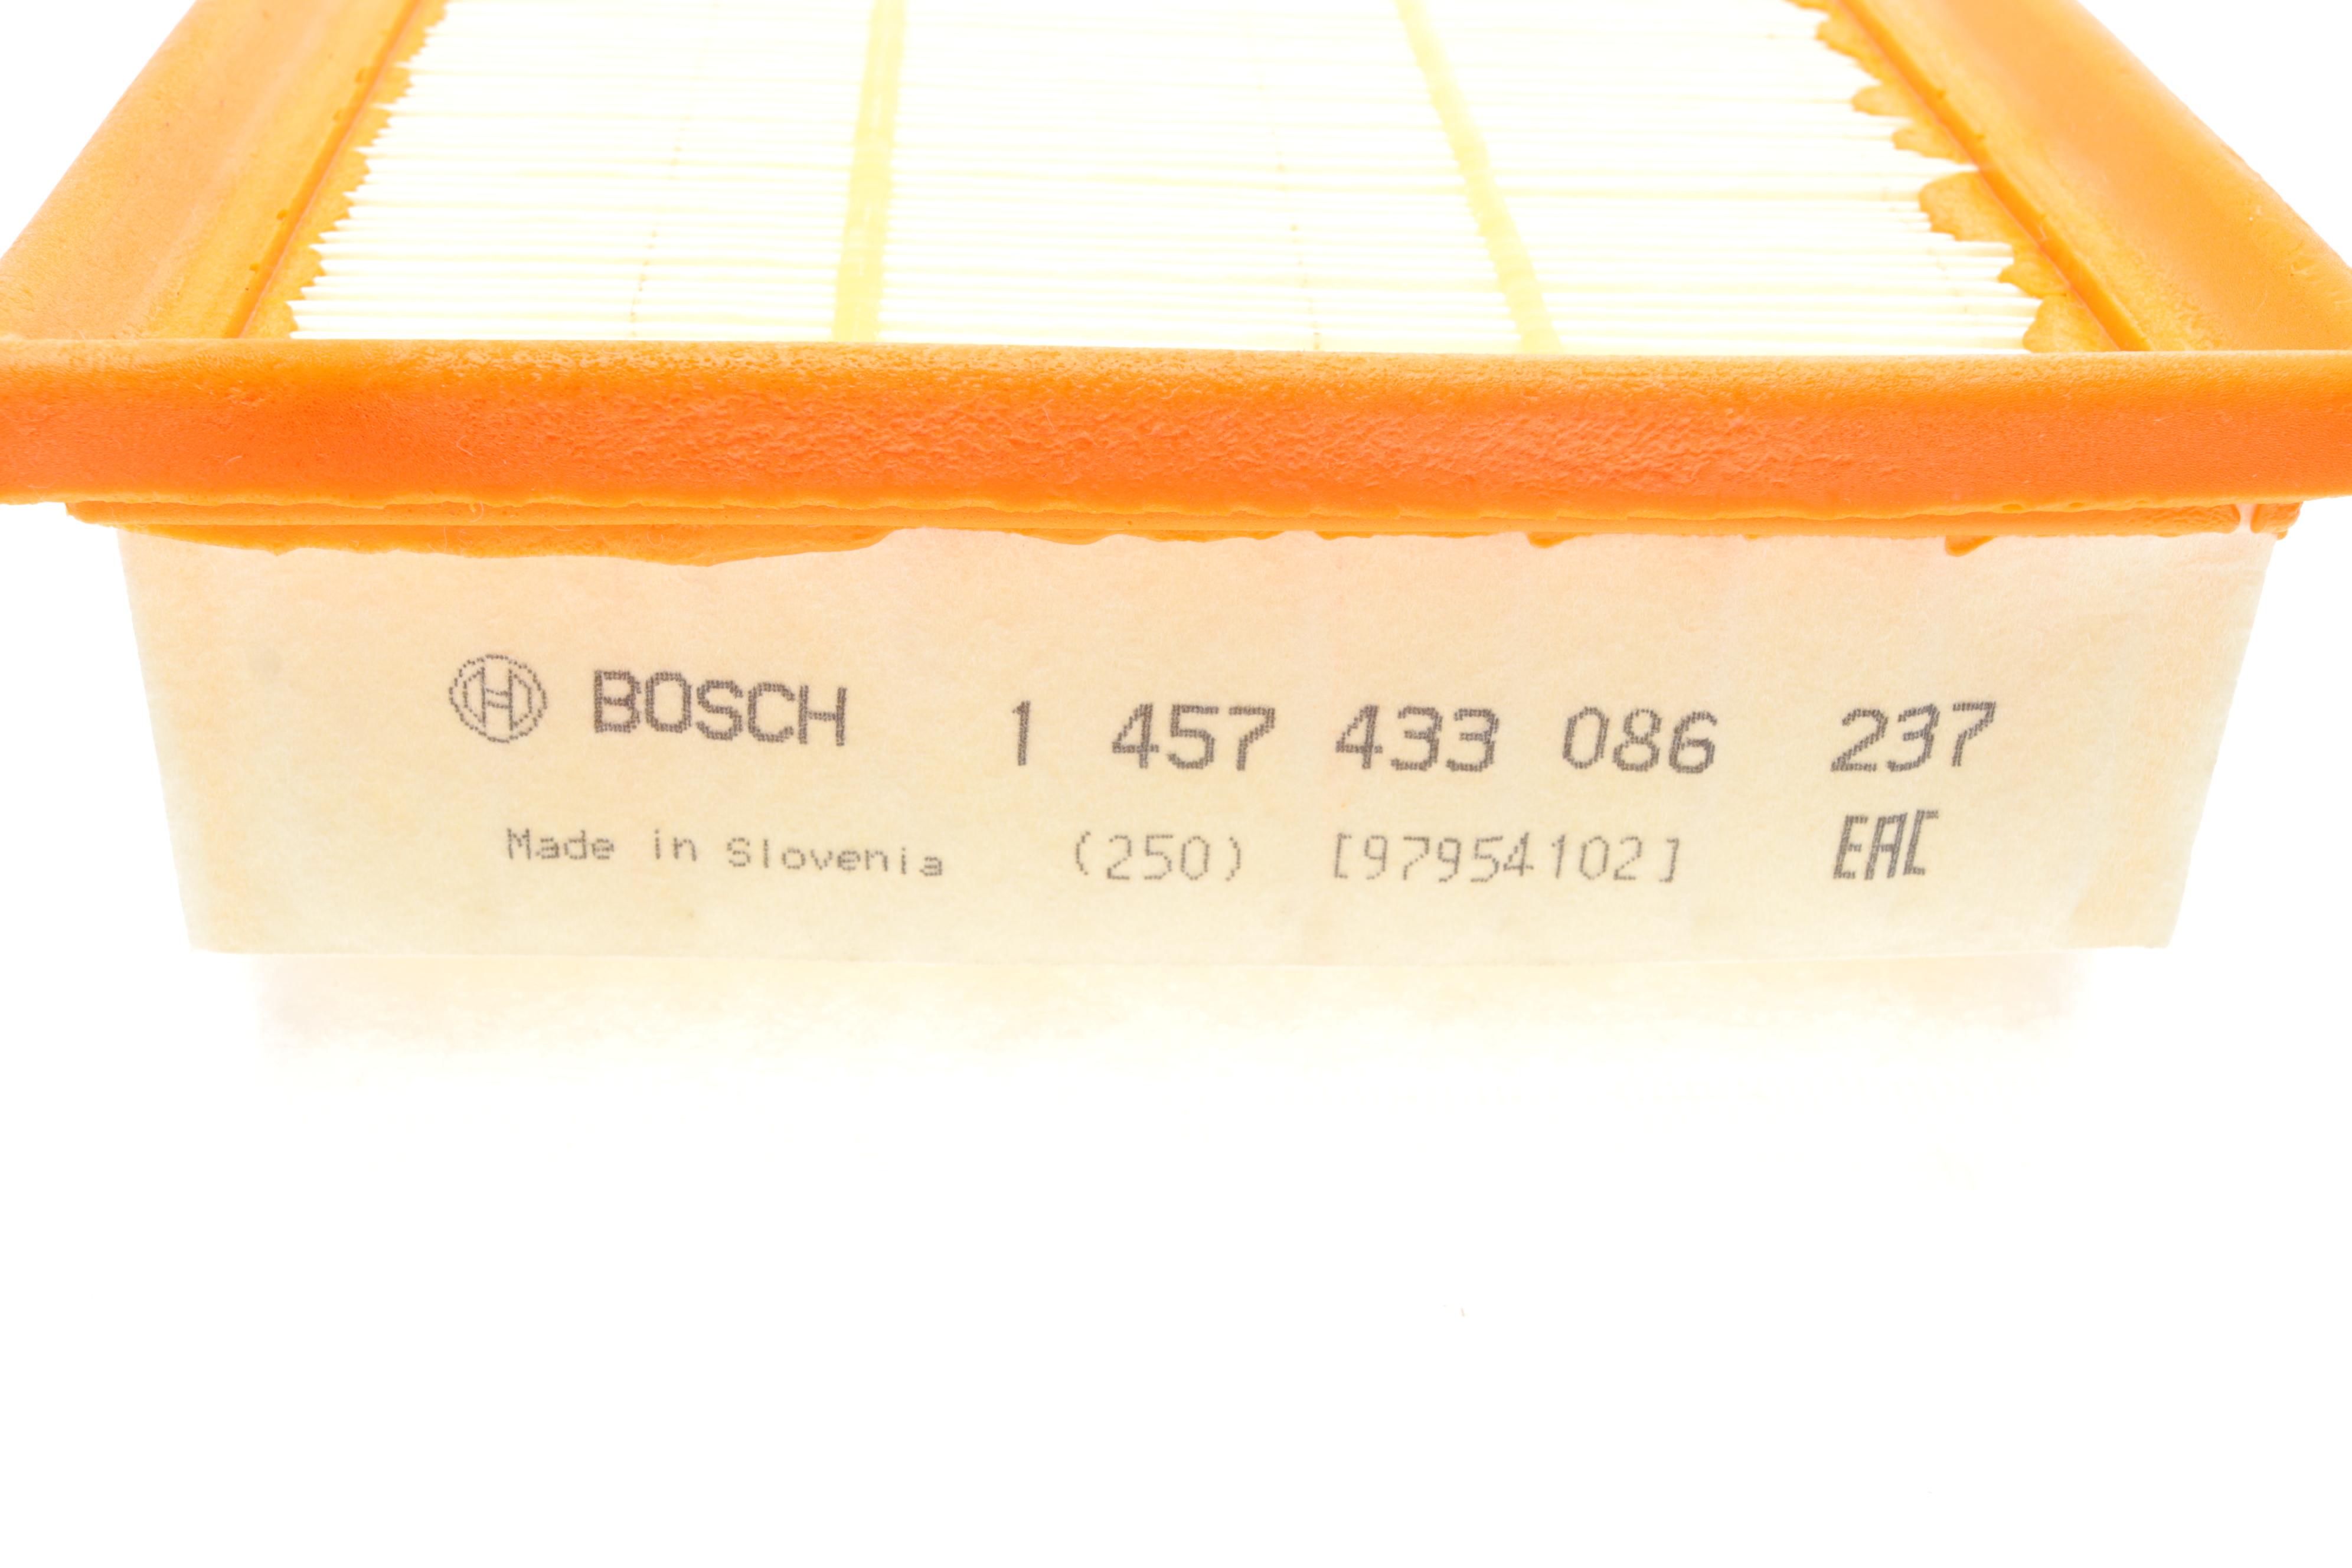 BOSCH 1 457 433 086 237
Made in Slovenia (250) [97954102] EAC